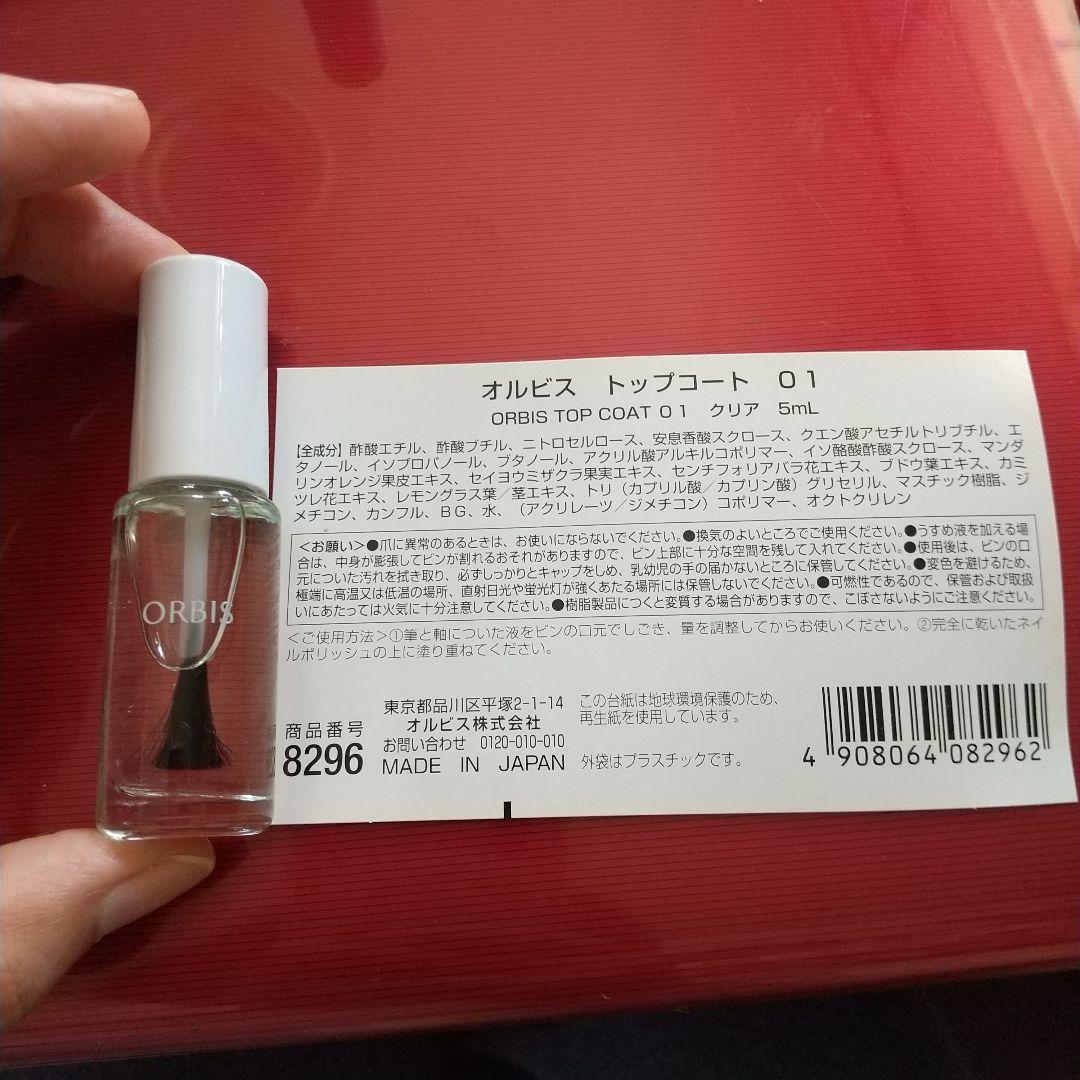 ORBIS
オルビス トップコート 01
ORBIS TOP COAT 01 クリア 5mL
【全成分】酢酸エチル、酢酸ブチル、ニトロセルロース、安息香酸スクロース、クエン酸アセチルトリブチル、エ
タノール、イソプロパノール、ブタノール、アクリル酸アルキルコポリマー、イソ酪酸酢酸スクロース、マンダ
リンオレンジ果皮エキス、セイヨウミザクラ果実エキス、センチフォリアバラ花エキス、ブドウ葉エキス、カミ
ツレ花エキス、レモングラス葉/茎エキス、トリ(カプリル酸/カプリン酸)グリセリル、マスチック樹脂、ジ
メチコン、カンフル、BG、水、(アクリレーツ/ジメチコン)コポリマー、オクトクリレン
<お願い>●爪に異常のあるときは、お使いにならないでください。●換気のよいところでご使用ください。●うすめ液を加える場
合は、中身が膨張してビンが割れるおそれがありますので、ビン上部に十分な空間を残して入れてください。●使用後は、ビンの口
元についた汚れを拭き取り、必ずしっかりとキャップをしめ、乳幼児の手の届かないところに保管してください。●変色を避けるため、
極端に高温又は低温の場所、直射日光や蛍光灯が強くあたる場所には保管しないでください。●可燃性であるので、保管および取扱
いにあたっては火気に十分注意してください。●樹脂製品につくと変質する場合がありますので、こぼさないようにご注意ください。
<ご使用方法>①筆と軸についた液をビンの口元でしごき、量を調整してからお使いください。②完全に乾いたネイ
ルポリッシュの上に塗り重ねてください。
商品番号
8296
東京都品川区平塚2-1-14
オルビス株式会社
お問い合わせ 0120-010-010
MADE IN JAPAN
この台紙は地球環境保護のため、
再生紙を使用しています。
外袋はプラスチックです。
4 908064 082962